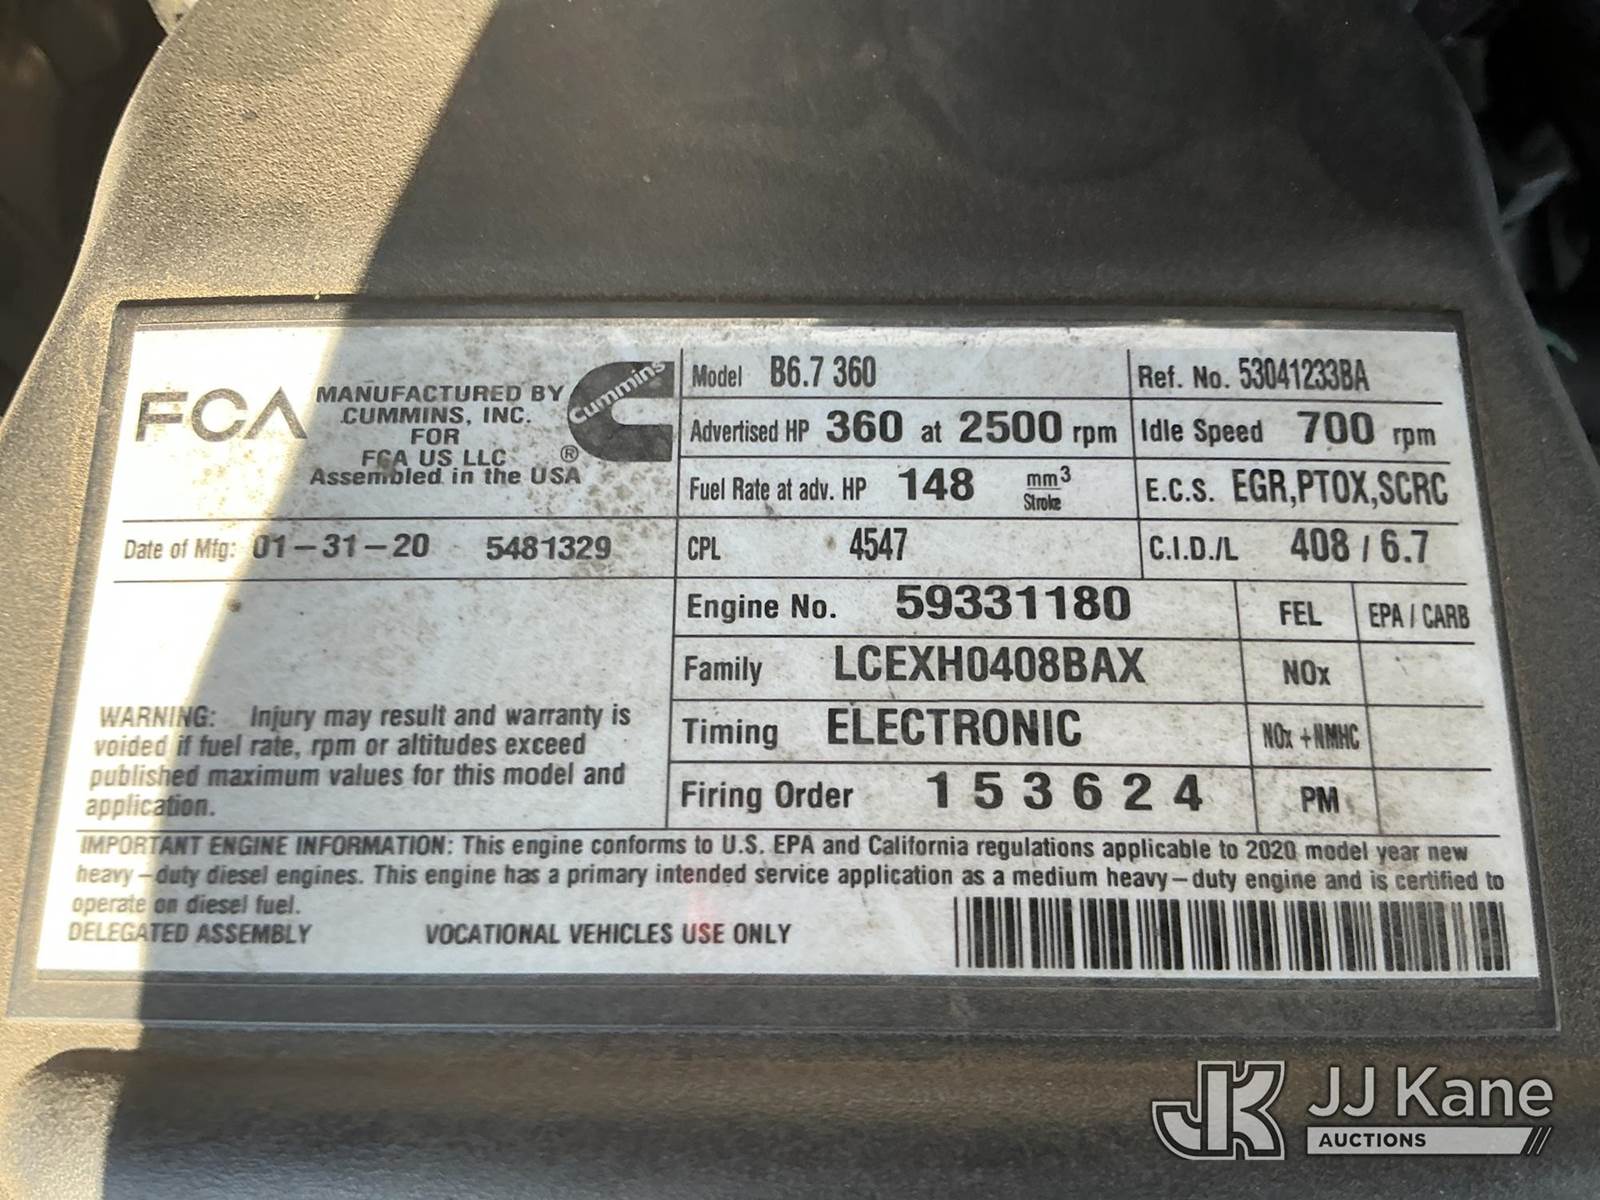 FCA
MANUFACTURED BY
CUMMINS, INC.
FOR
FCA US LLC
Assembled in the USA
Cummins ®
Model B6.7 360
Ref. No. 53041233BA
Advertised HP 360 at 2500 rpm
Idle Speed 700 rpm
Fuel Rate at adv. HP 148 mm3
Stroke
E.C.S. EGR,PTOX,SCRC
Date of Mfg: 01-31-20 5481329
CPL 4547
C.I.D./L 408 / 6.7
Engine No. 59331180
FEL EPA / CARB
Family LCEXH0408BAX
NOx
Timing ELECTRONIC
NOx +NMHC
Firing Order 1 5 3 6 2 4
PM
WARNING: Injury may result and warranty is
voided if fuel rate, rpm or altitudes exceed
published maximum values for this model and
application.
IMPORTANT ENGINE INFORMATION: This engine conforms to U.S. EPA and California regulations applicable to 2020 model year new
heavy-duty diesel engines. This engine has a primary intended service application as a medium heavy-duty engine and is certified to
operate on diesel fuel.
DELEGATED ASSEMBLY VOCATIONAL VEHICLES USE ONLY
JK JJ Kane
AUCTIONS